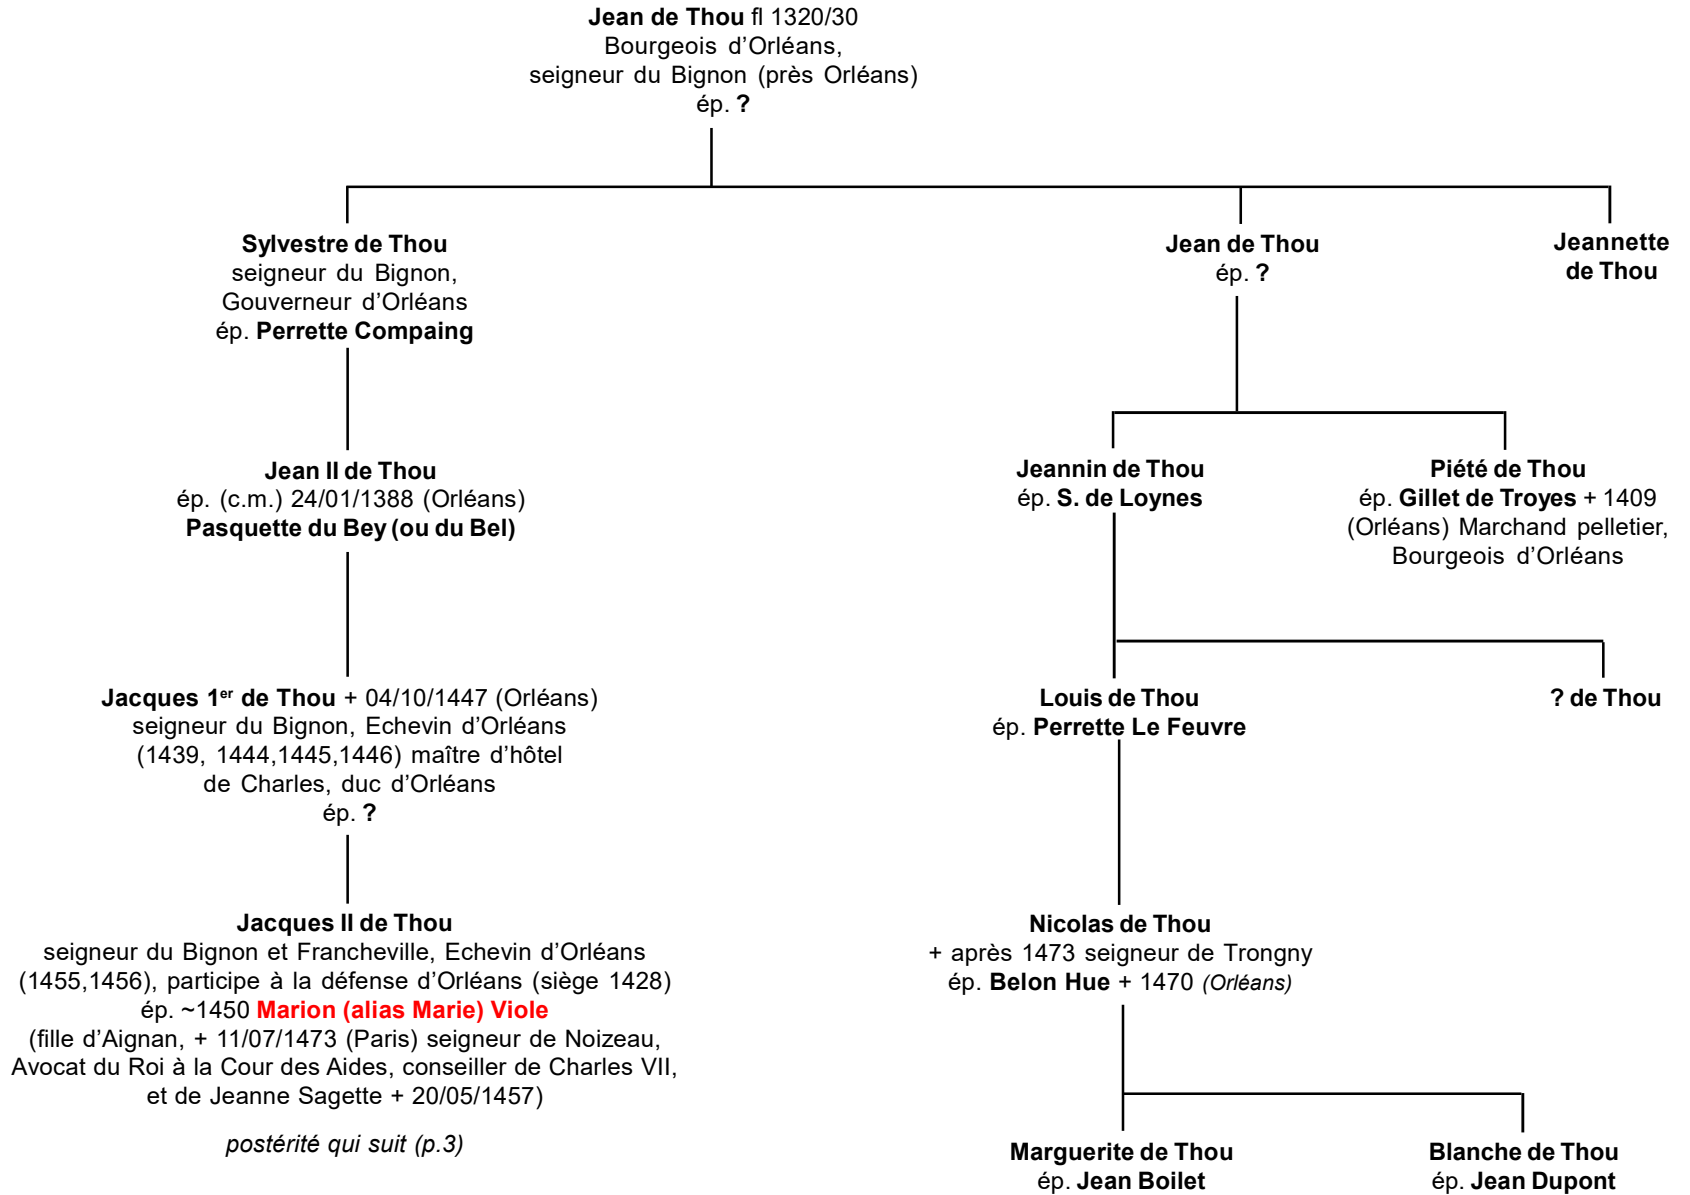 Jean de Thou fl 1320/30
Bourgeois d’Orléans,
seigneur du Bignon (près Orléans)
ép. ?
Sylvestre de Thou
seigneur du Bignon,
Gouverneur d’Orléans
ép. Perrette Compaing
Jean de Thou
ép. ?
Jeannette
de Thou
Jean II de Thou
ép. (c.m.) 24/01/1388 (Orléans)
Pasquette du Bey (ou du Bel)
Jeannin de Thou
ép. S. de Loynes
Piété de Thou
ép. Gillet de Troyes + 1409
(Orléans) Marchand pelletier,
Bourgeois d’Orléans
Jacques 1er de Thou + 04/10/1447 (Orléans)
seigneur du Bignon, Echevin d’Orléans
(1439, 1444,1445,1446) maître d’hôtel
de Charles, duc d’Orléans
ép. ?
Louis de Thou
ép. Perrette Le Feuvre
? de Thou
Jacques II de Thou
seigneur du Bignon et Francheville, Echevin d’Orléans
(1455,1456), participe à la défense d’Orléans (siège 1428)
ép. ~1450 Marion (alias Marie) Viole
(fille d’Aignan, + 11/07/1473 (Paris) seigneur de Noizeau,
Avocat du Roi à la Cour des Aides, conseiller de Charles VII,
et de Jeanne Sagette + 20/05/1457)
postérité qui suit (p.3)
Nicolas de Thou
+ après 1473 seigneur de Trongny
ép. Belon Hue + 1470 (Orléans)
Marguerite de Thou
ép. Jean Boilet
Blanche de Thou
ép. Jean Dupont